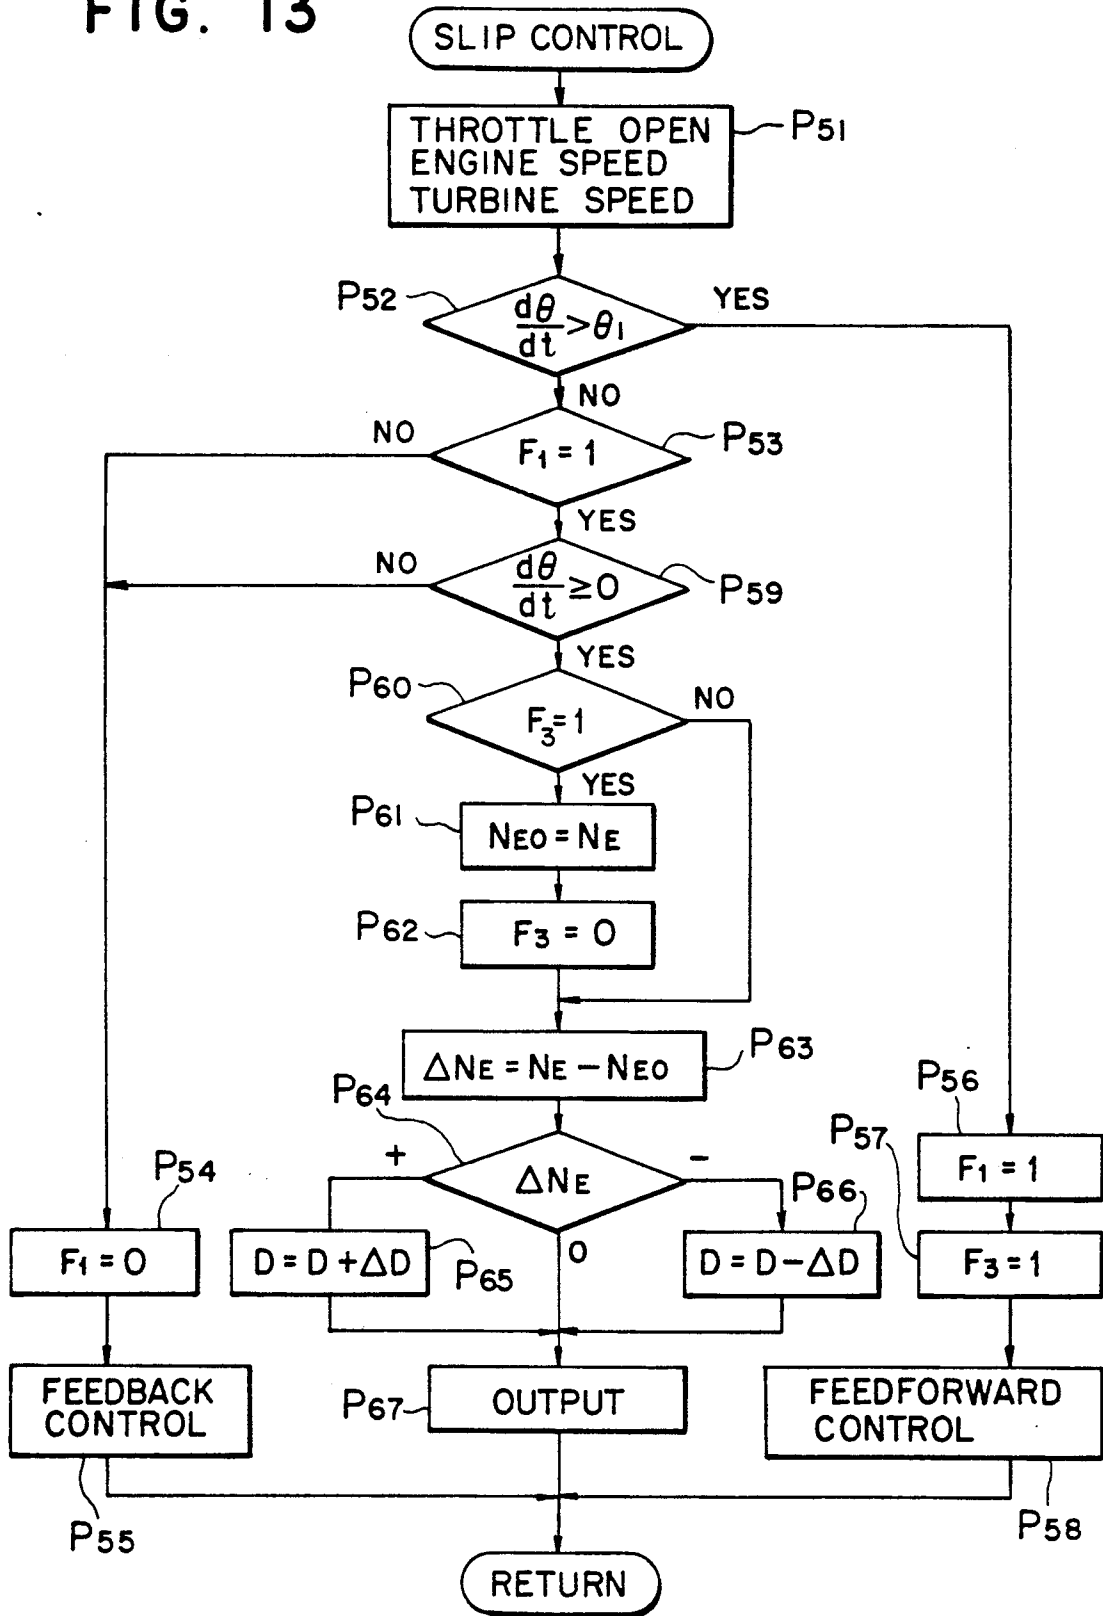 FIG. 13
SLIP CONTROL
THROTTLE OPEN
ENGINE SPEED
TURBINE SPEED
P51
P52
dθ/dt > θ1
YES
NO
P53
F1 = 1
NO
YES
P59
dθ/dt ≧ 0
NO
YES
P60
F3 = 1
NO
YES
P61
NEO = NE
P62
F3 = 0
P63
ΔNE = NE − NEO
P64
ΔNE
+
−
0
P54
F1 = 0
D = D + ΔD
P65
P66
D = D − ΔD
P56
F1 = 1
P57
F3 = 1
FEEDBACK
CONTROL
P55
P67
OUTPUT
FEEDFORWARD
CONTROL
P58
RETURN